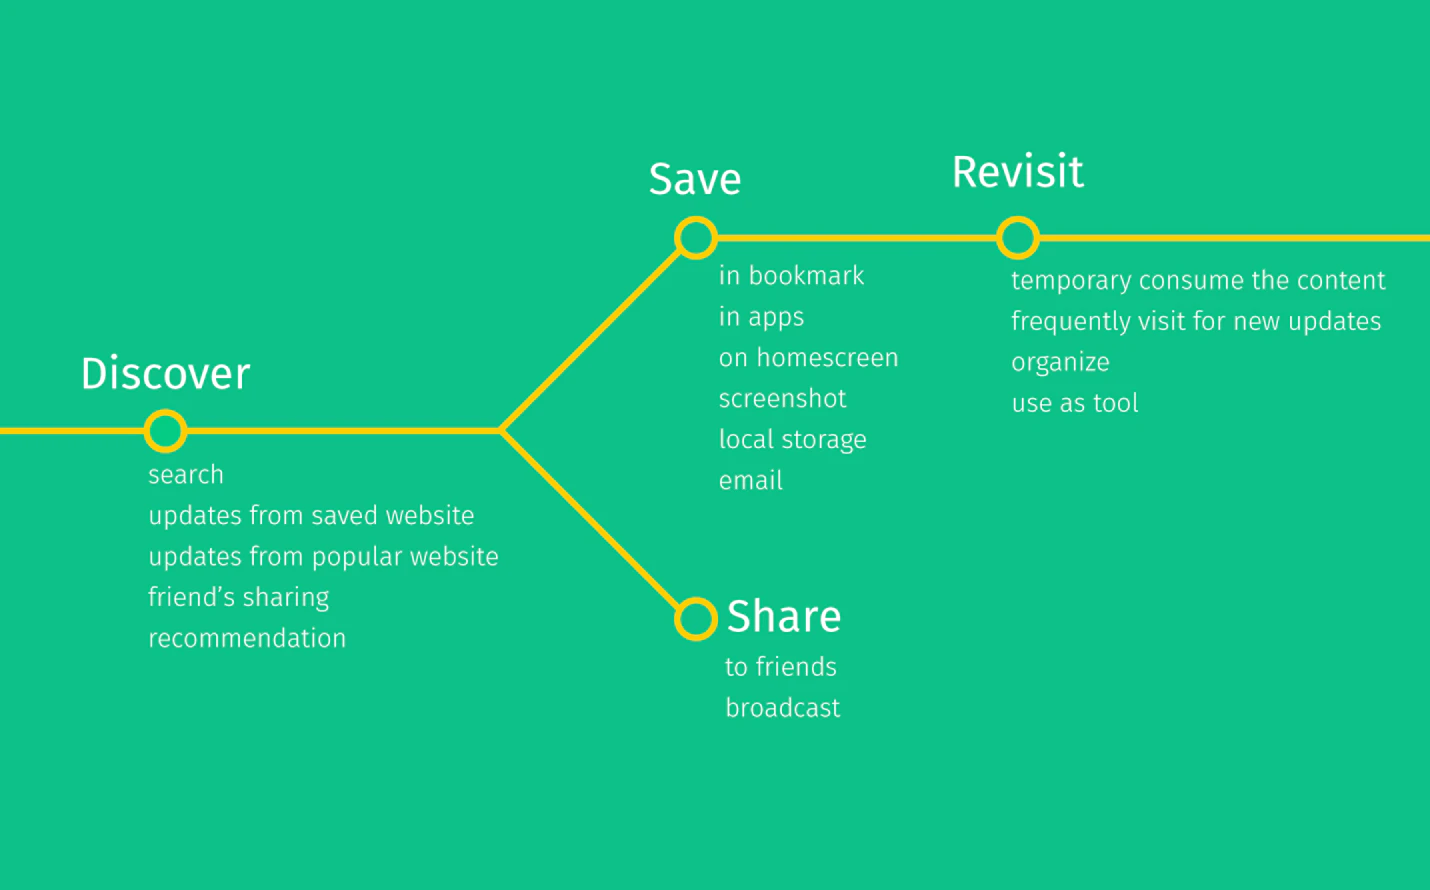 Discover
search
updates from saved website
updates from popular website
friend’s sharing
recommendation
Save
in bookmark
in apps
on homescreen
screenshot
local storage
email
Revisit
temporary consume the content
frequently visit for new updates
organize
use as tool
Share
to friends
broadcast